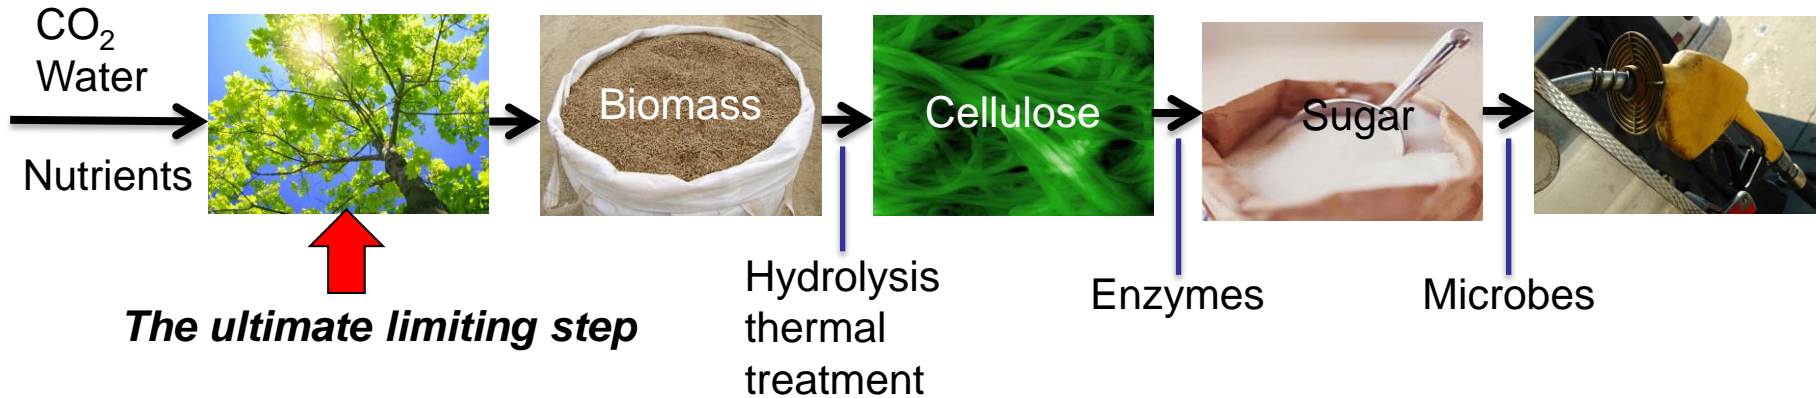 CO₂
Water
Nutrients
Biomass
Cellulose
Sugar
The ultimate limiting step
Hydrolysis
thermal
treatment
Enzymes
Microbes